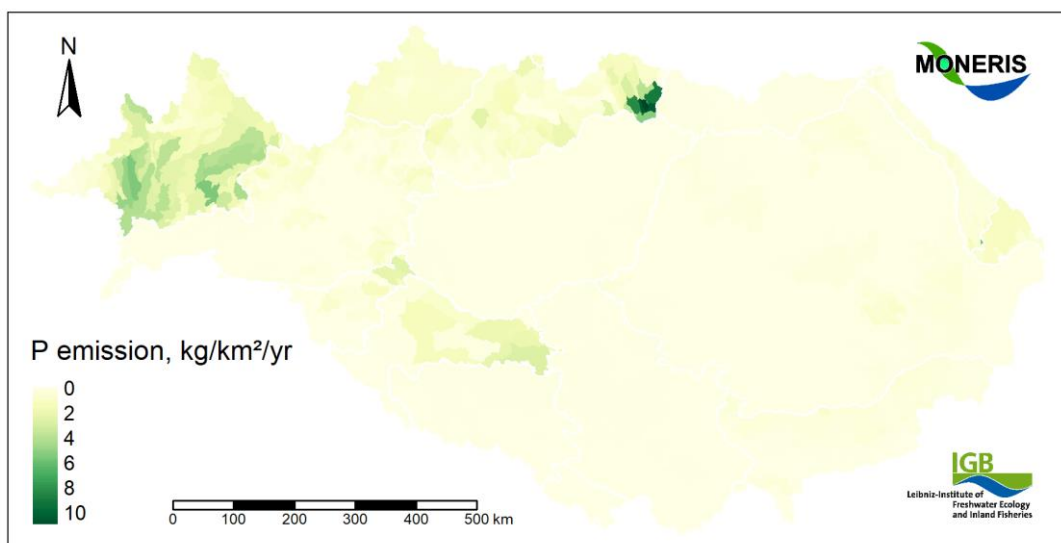 N
MONERIS
P emission, kg/km²/yr
0
2
4
6
8
10
0 100 200 300 400 500 km
IGB
Leibniz-Institute of
Freshwater Ecology
and Inland Fisheries